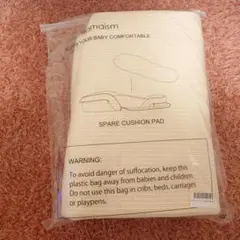 YOUR BABY COMFORTABLE
SPARE CUSHION PAD
WARNING:
To avoid danger of suffocation, keep this
plastic bag away from babies and children.
Do not use this bag in cribs, beds, carriages
or playpens.